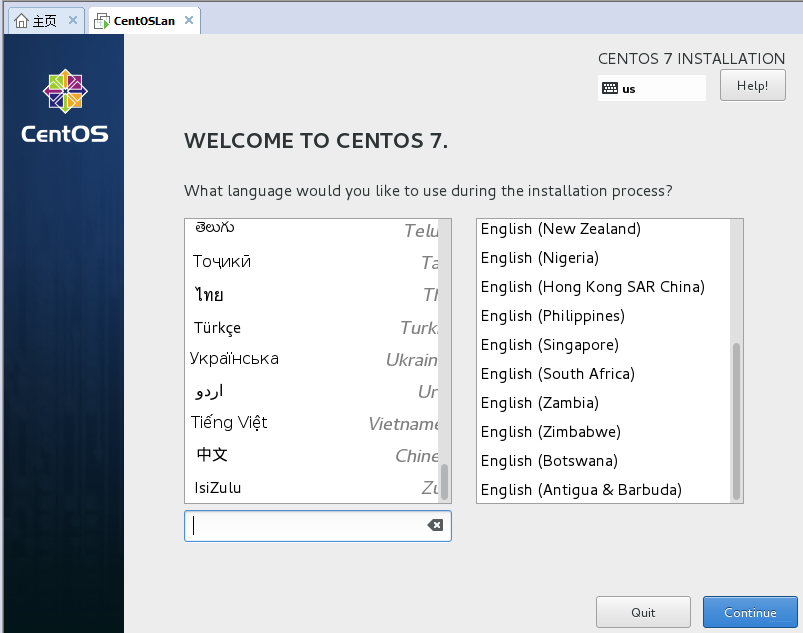 主页
CentOSLan
CentOS
CENTOS 7 INSTALLATION
us
Help!
WELCOME TO CENTOS 7.
What language would you like to use during the installation process?
తెలుగు Telu
Тоҷикӣ Ta
ไทย Th
Türkçe Turk
Українська Ukrain
اردو Ur
Tiếng Việt Vietname
中文 Chine
IsiZulu Zu
English (New Zealand)
English (Nigeria)
English (Hong Kong SAR China)
English (Philippines)
English (Singapore)
English (South Africa)
English (Zambia)
English (Zimbabwe)
English (Botswana)
English (Antigua & Barbuda)
Quit
Continue